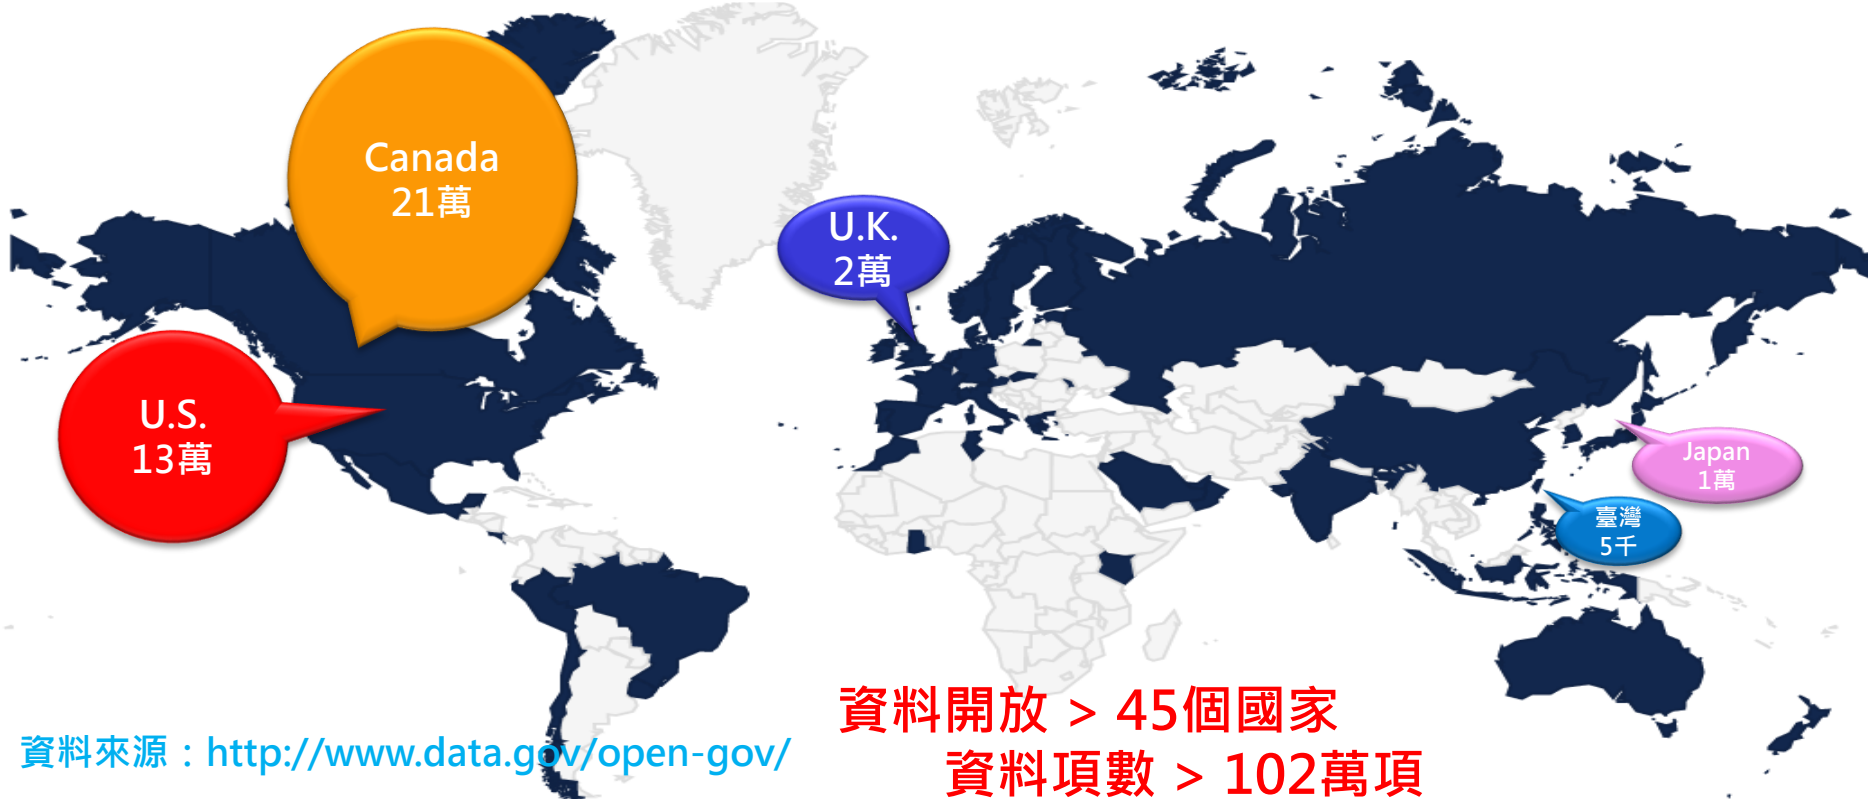 Canada
21萬
U.K.
2萬
U.S.
13萬
Japan
1萬
臺灣
5千
資料開放 > 45個國家
資料項數 > 102萬項
資料來源：http://www.data.gov/open-gov/